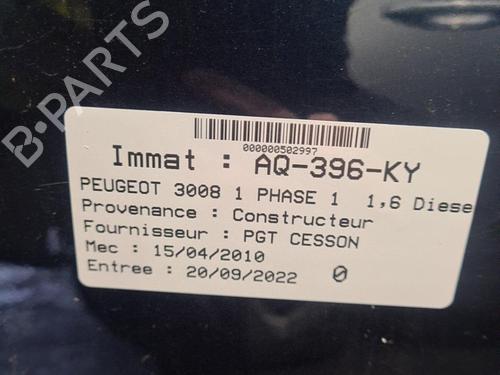 B-PARTS
000000502997
Immat : AQ-396-KY
PEUGEOT 3008 1 PHASE 1 1,6 Diese
Provenance : Constructeur
Fournisseur : PGT CESSON
Mec : 15/04/2010
Entree : 20/09/2022 0